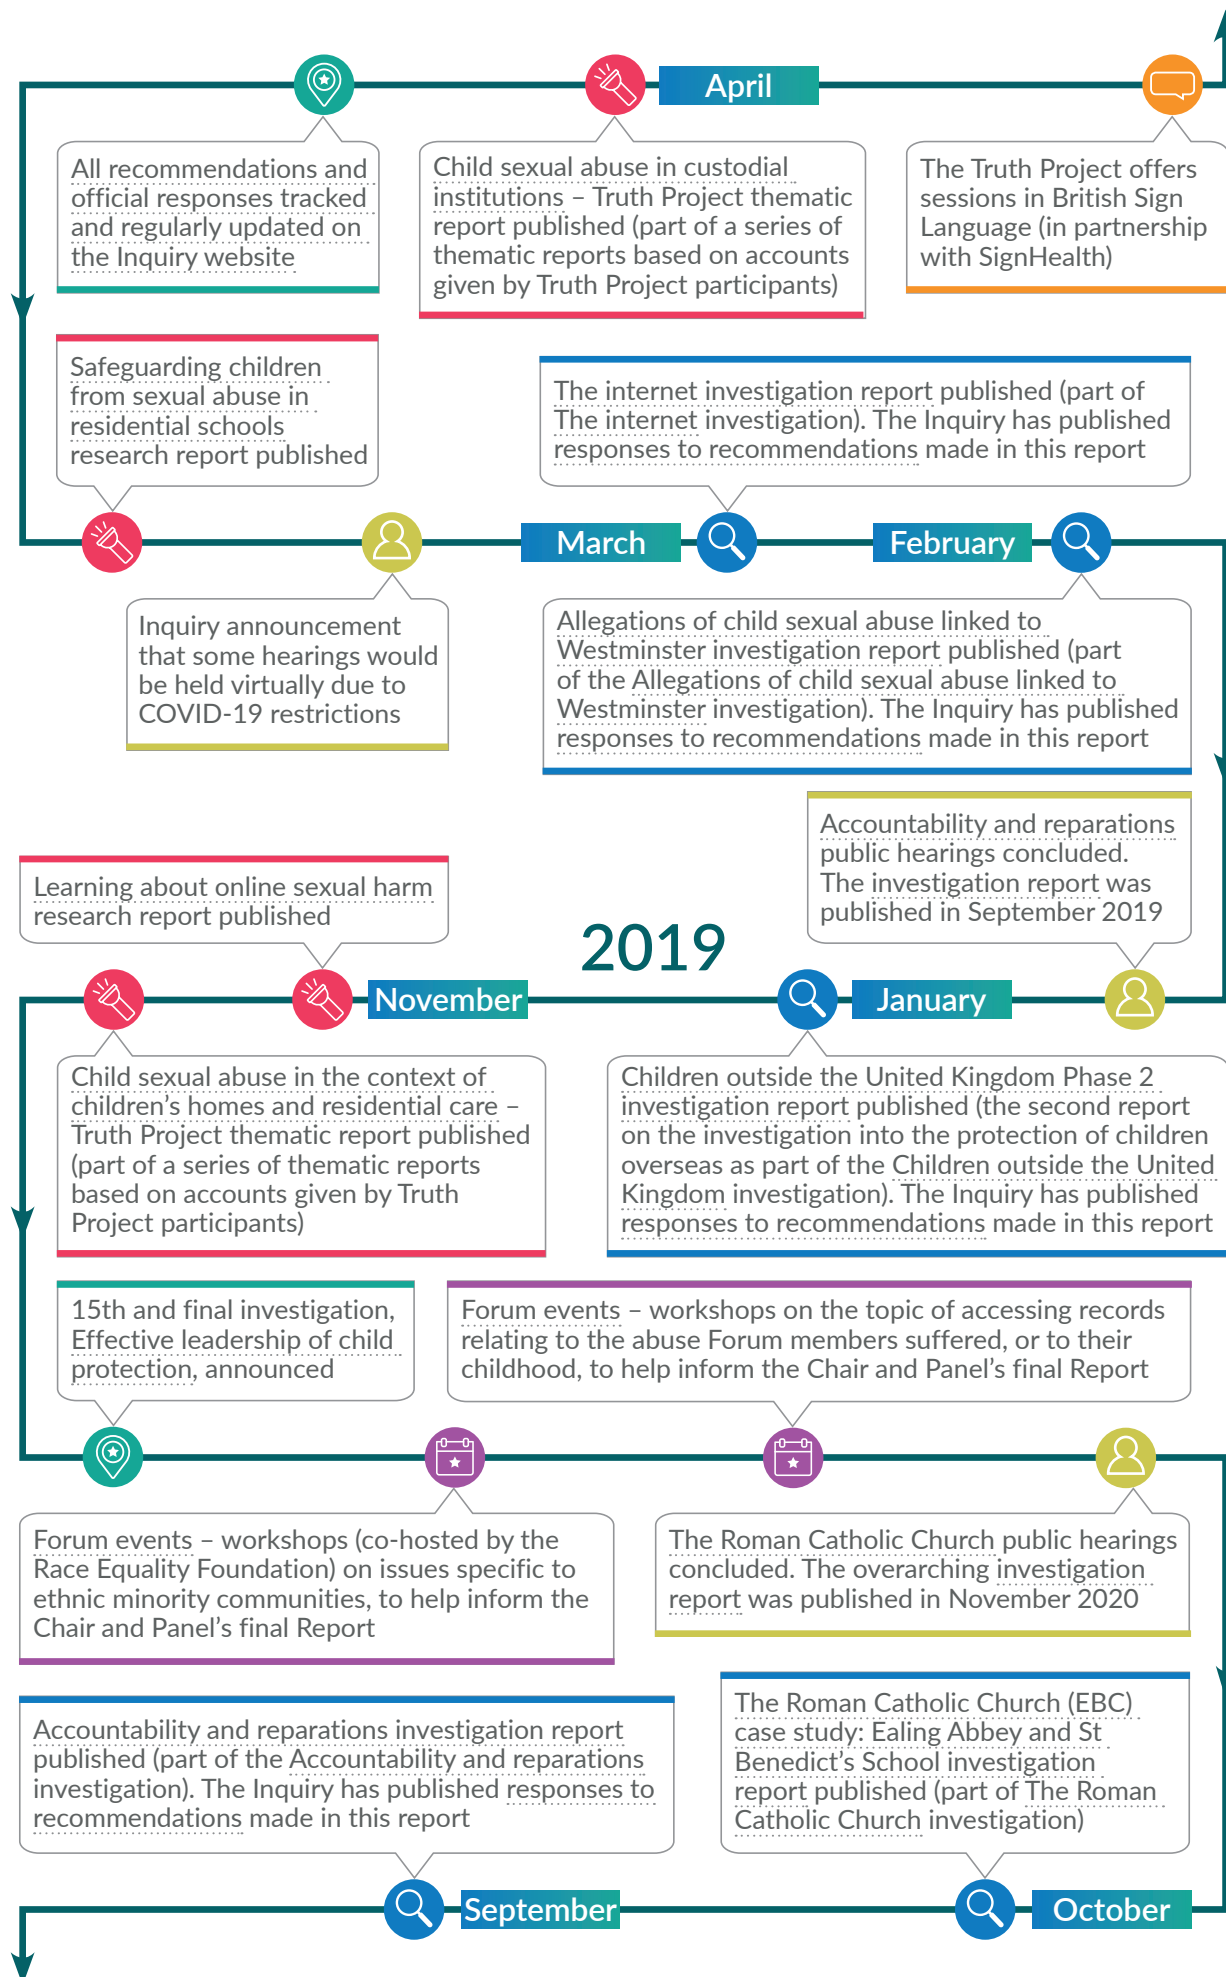 April
All recommendations and
official responses tracked
and regularly updated on
the Inquiry website
Child sexual abuse in custodial
institutions – Truth Project thematic
report published (part of a series of
thematic reports based on accounts
given by Truth Project participants)
The Truth Project offers
sessions in British Sign
Language (in partnership
with SignHealth)
Safeguarding children
from sexual abuse in
residential schools
research report published
The internet investigation report published (part of
The internet investigation). The Inquiry has published
responses to recommendations made in this report
March
February
Inquiry announcement
that some hearings would
be held virtually due to
COVID-19 restrictions
Allegations of child sexual abuse linked to
Westminster investigation report published (part
of the Allegations of child sexual abuse linked to
Westminster investigation). The Inquiry has published
responses to recommendations made in this report
Accountability and reparations
public hearings concluded.
The investigation report was
published in September 2019
Learning about online sexual harm
research report published
2019
November
January
Child sexual abuse in the context of
children’s homes and residential care –
Truth Project thematic report published
(part of a series of thematic reports
based on accounts given by Truth
Project participants)
Children outside the United Kingdom Phase 2
investigation report published (the second report
on the investigation into the protection of children
overseas as part of the Children outside the United
Kingdom investigation). The Inquiry has published
responses to recommendations made in this report
15th and final investigation,
Effective leadership of child
protection, announced
Forum events – workshops on the topic of accessing records
relating to the abuse Forum members suffered, or to their
childhood, to help inform the Chair and Panel’s final Report
Forum events – workshops (co-hosted by the
Race Equality Foundation) on issues specific to
ethnic minority communities, to help inform the
Chair and Panel’s final Report
The Roman Catholic Church public hearings
concluded. The overarching investigation
report was published in November 2020
Accountability and reparations investigation report
published (part of the Accountability and reparations
investigation). The Inquiry has published responses to
recommendations made in this report
The Roman Catholic Church (EBC)
case study: Ealing Abbey and St
Benedict’s School investigation
report published (part of The Roman
Catholic Church investigation)
September
October